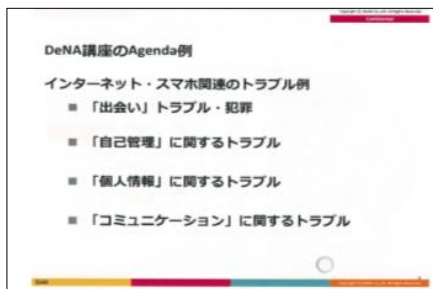 Confidential
DeNA講座のAgenda例
インターネット・スマホ関連のトラブル例
■ 「出会い」トラブル・犯罪
■ 「自己管理」に関するトラブル
■ 「個人情報」に関するトラブル
■ 「コミュニケーション」に関するトラブル